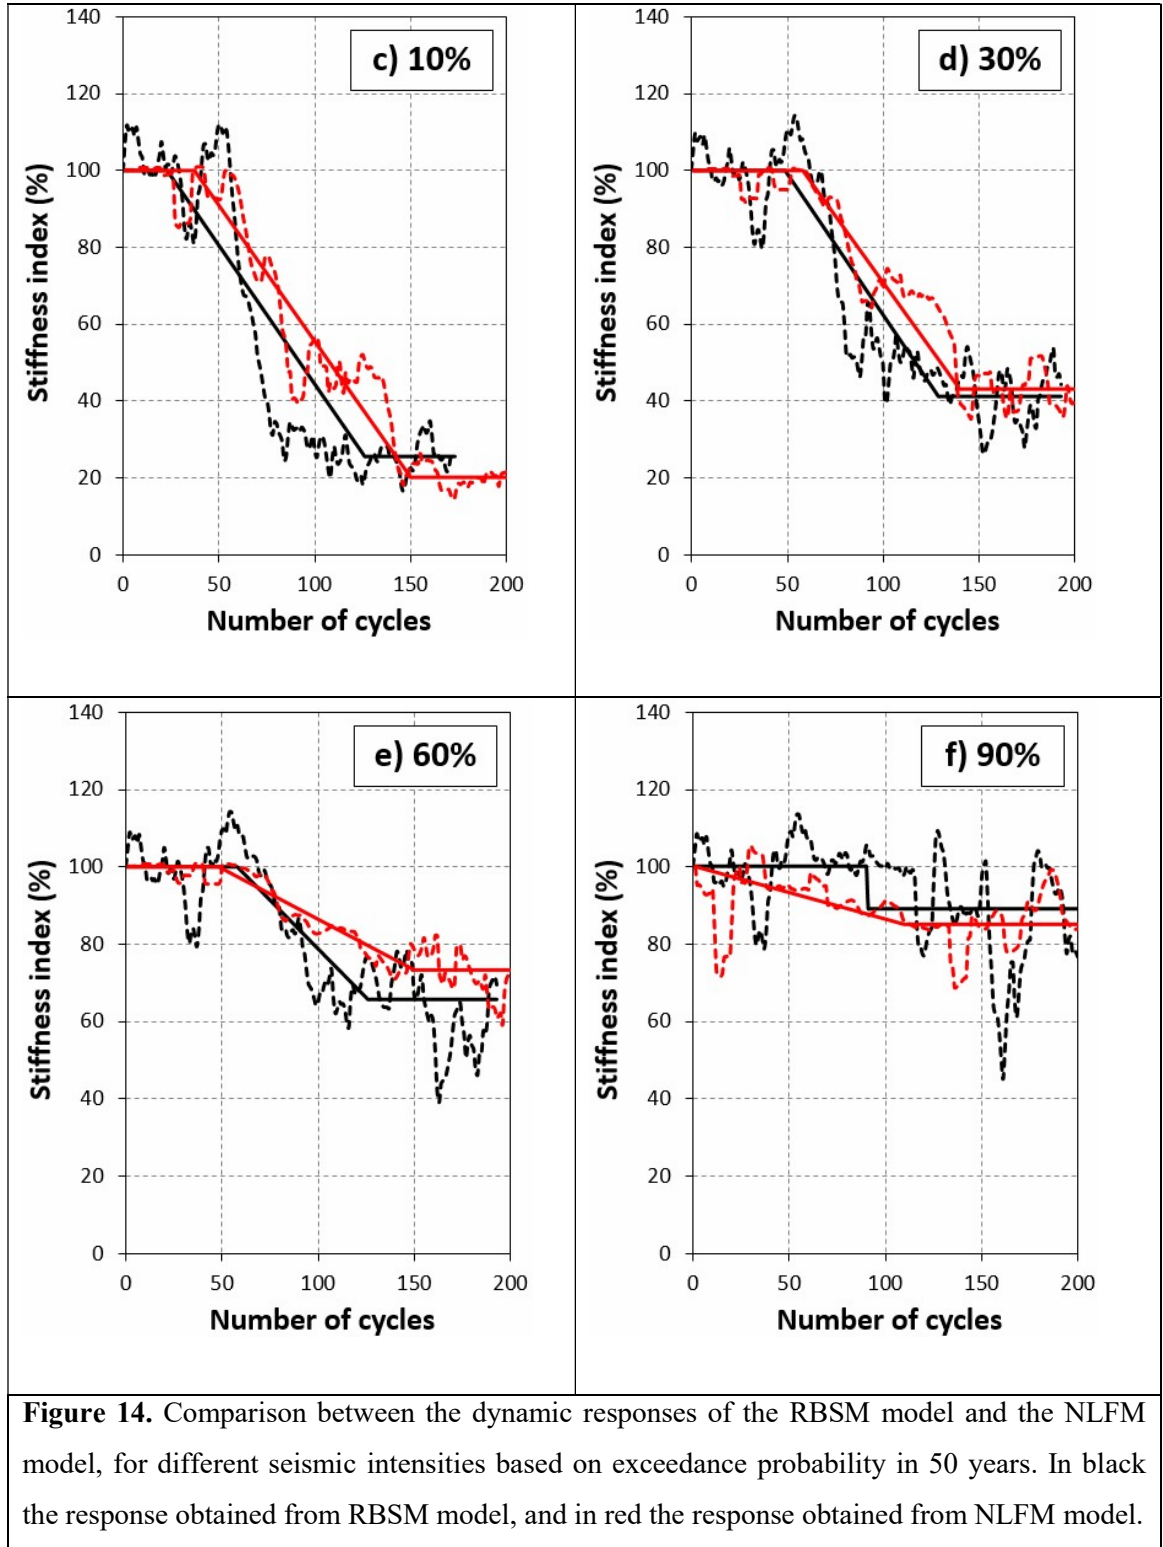 140
120
100
80
60
40
20
0
Stiffness index (%)
c) 10%
0 50 100 150 200
Number of cycles
140
120
100
80
60
40
20
0
Stiffness index (%)
d) 30%
0 50 100 150 200
Number of cycles
140
120
100
80
60
40
20
0
Stiffness index (%)
e) 60%
0 50 100 150 200
Number of cycles
140
120
100
80
60
40
20
0
Stiffness index (%)
f) 90%
0 50 100 150 200
Number of cycles
Figure 14. Comparison between the dynamic responses of the RBSM model and the NLFM
model, for different seismic intensities based on exceedance probability in 50 years. In black
the response obtained from RBSM model, and in red the response obtained from NLFM model.